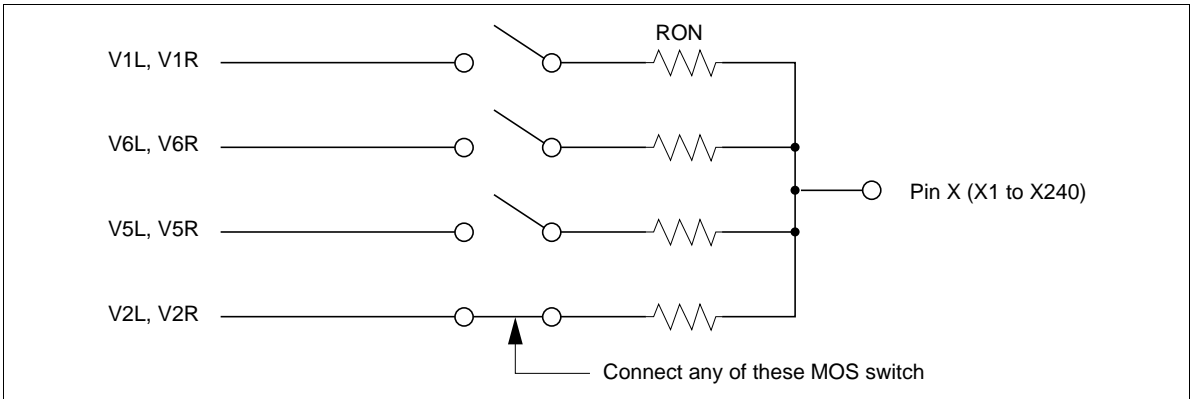 RON
V1L, V1R
V6L, V6R
Pin X (X1 to X240)
V5L, V5R
V2L, V2R
Connect any of these MOS switch